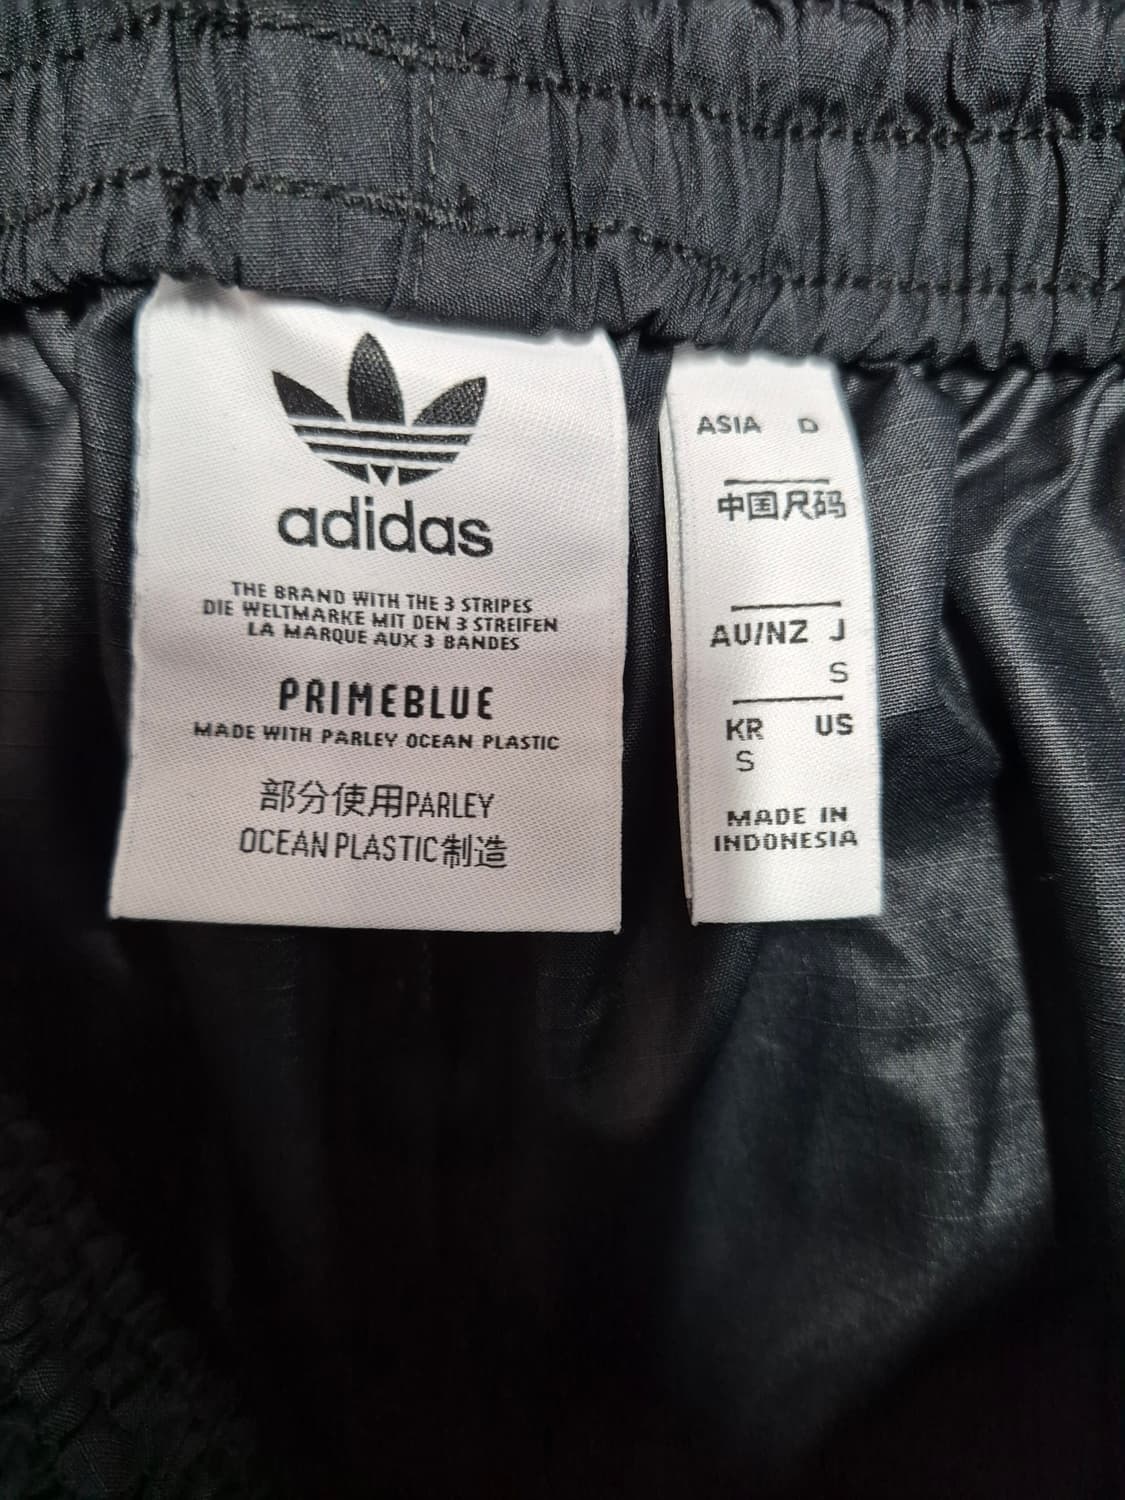 adidas
THE BRAND WITH THE 3 STRIPES
DIE WELTMARKE MIT DEN 3 STREIFEN
LA MARQUE AUX 3 BANDES
PRIMEBLUE
MADE WITH PARLEY OCEAN PLASTIC
部分使用PARLEY
OCEAN PLASTIC制造
ASIA D
中国尺码
AU/NZ J
S
KR US
S
MADE IN
INDONESIA